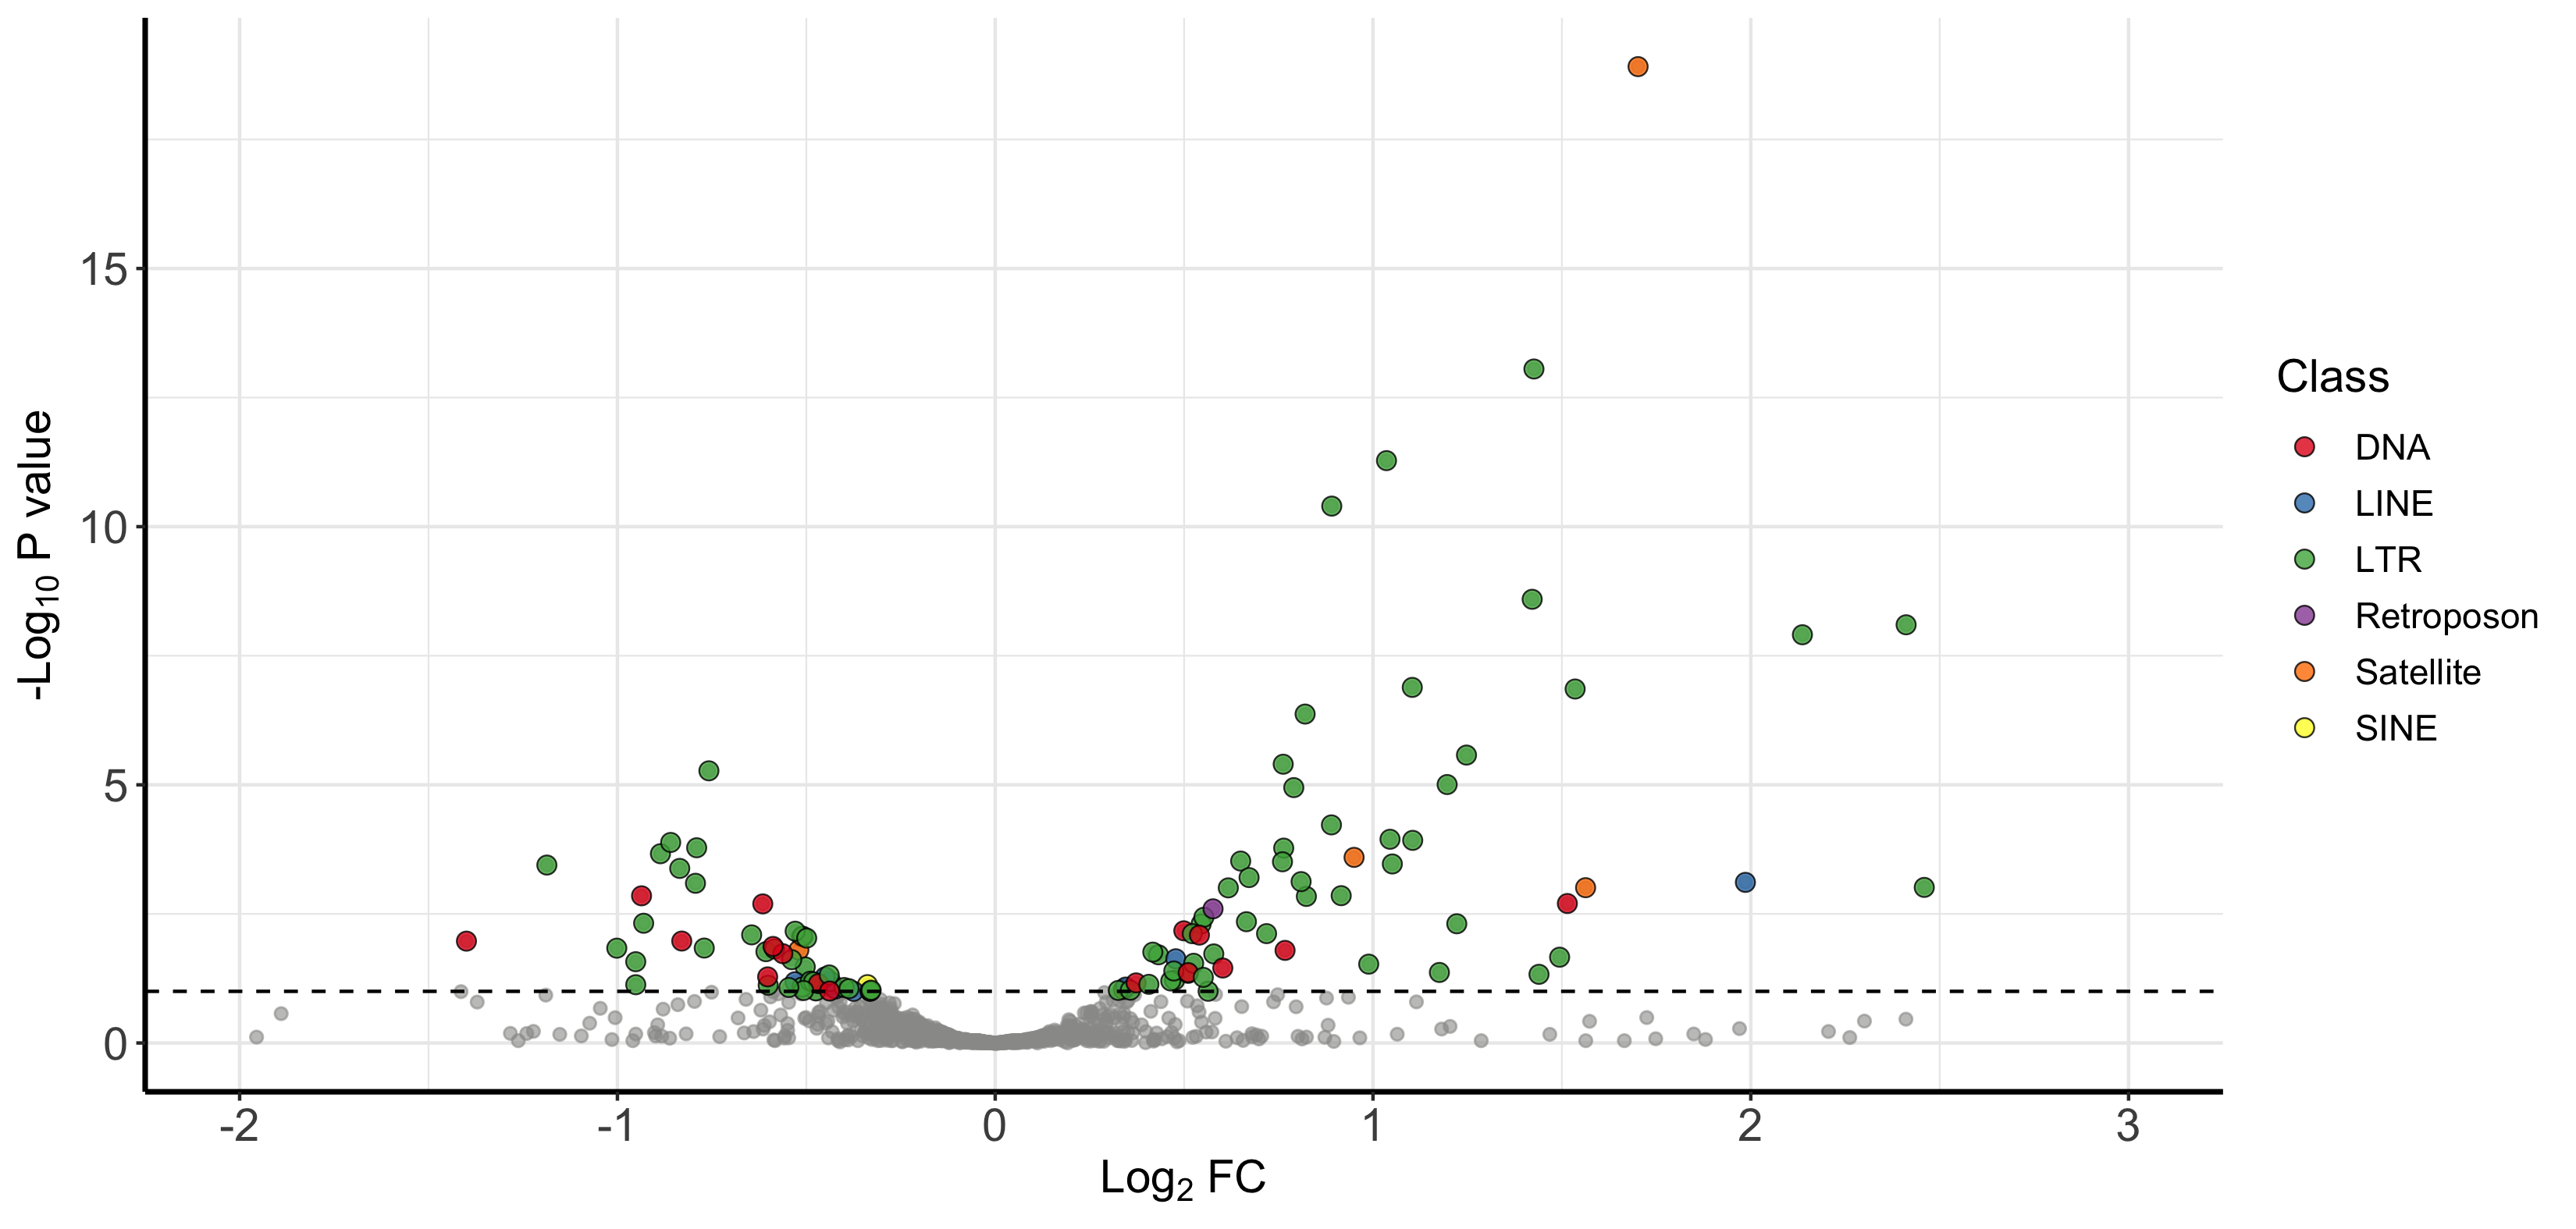 15
10
5
0
-Log10 P value
-2
-1
0
1
2
3
Log2 FC
Class
DNA
LINE
LTR
Retroposon
Satellite
SINE